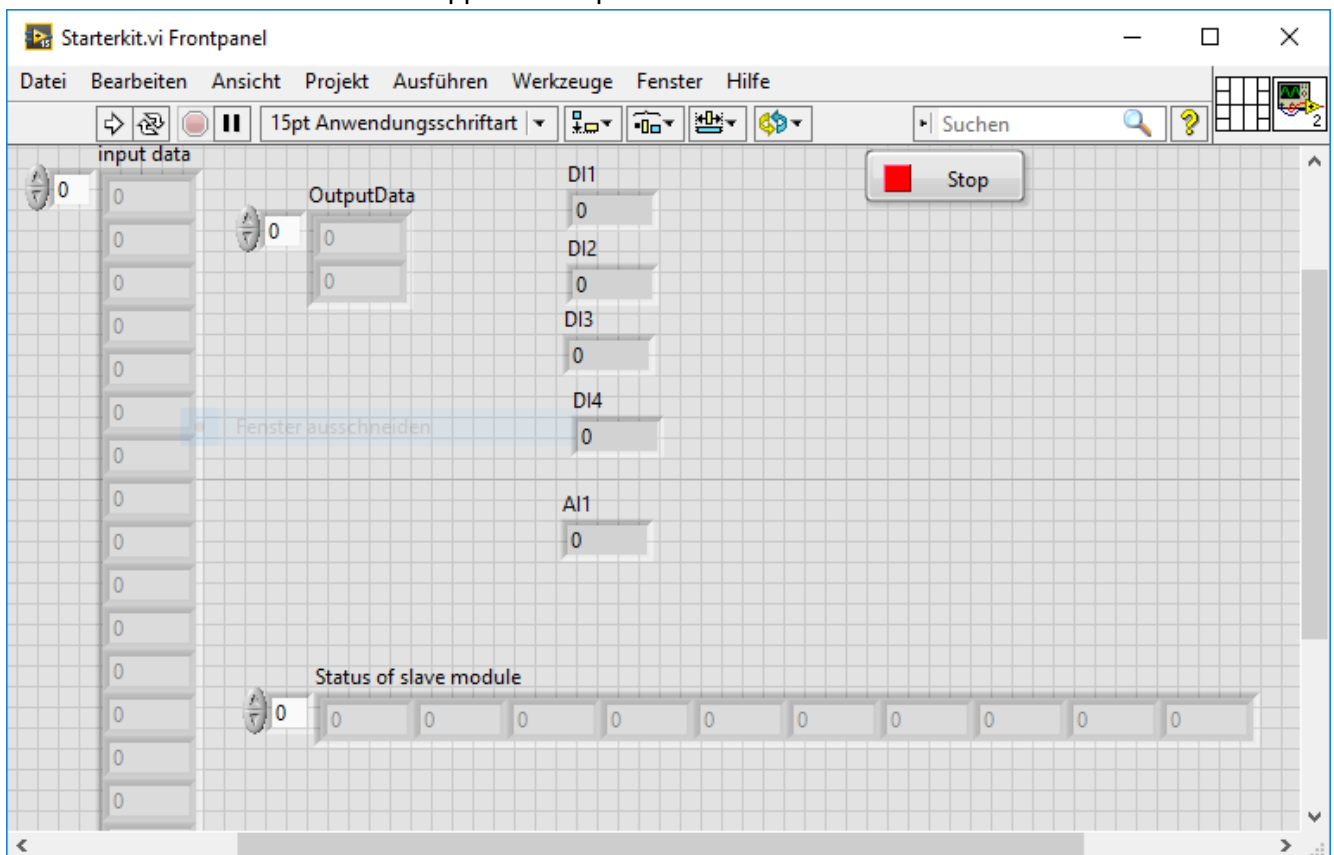 Starterkit.vi Frontpanel
Datei Bearbeiten Ansicht Projekt Ausführen Werkzeuge Fenster Hilfe
15pt Anwendungsschriftart Suchen ? 2
input data
0 0
0
0
0
0
0
0
0
0
0
0
0
0
0
0
OutputData
0 0
0
DI1
0
DI2
0
DI3
0
DI4
0
AI1
0
Stop
Fenster ausschneiden
Status of slave module
0 0 0 0 0 0 0 0 0 0 0